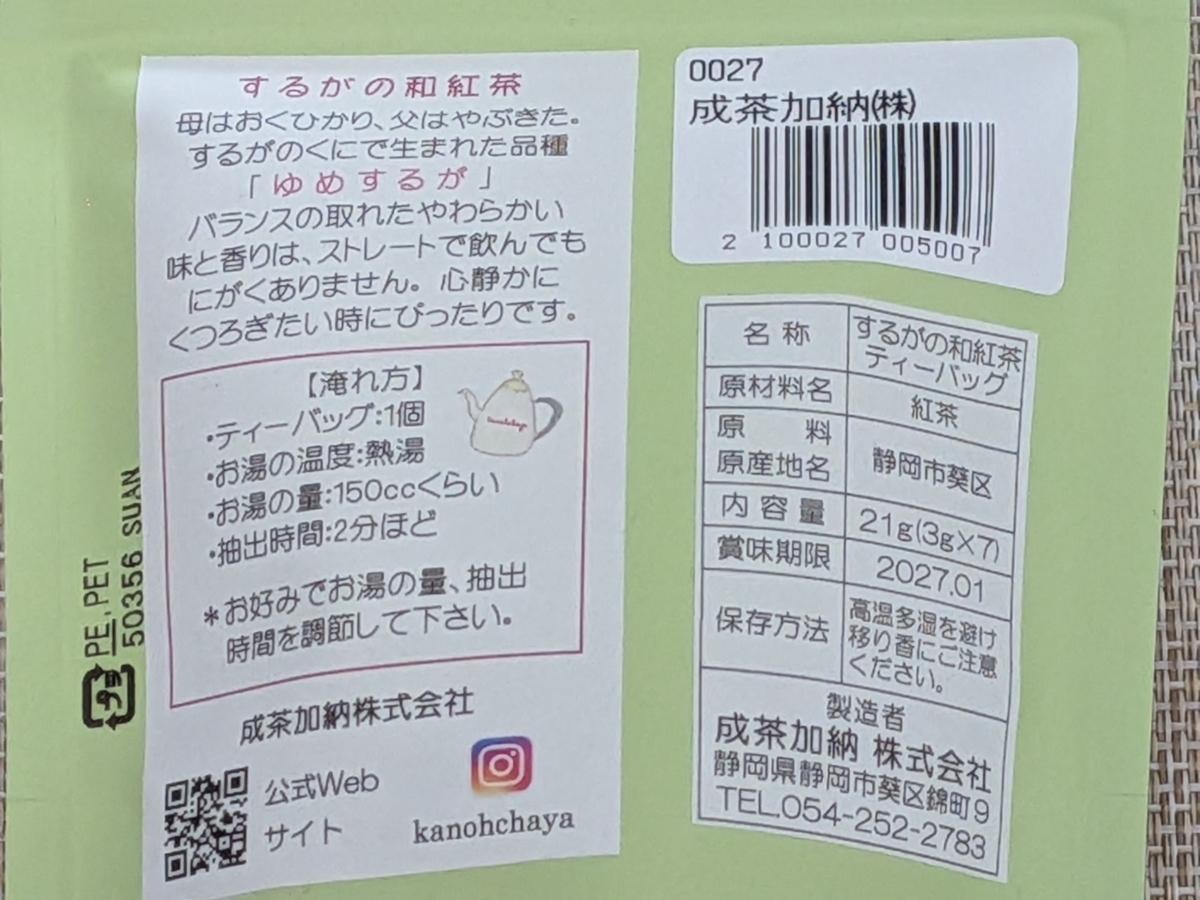 するがの和紅茶
母はおくひかり、父はやぶきた。
するがのくにで生まれた品種
「ゆめするが」
バランスの取れたやわらかい
味と香りは、ストレートで飲んでも
にがくありません。心静かに
くつろぎたい時にぴったりです。
【淹れ方】
・ティーバッグ:1個
・お湯の温度:熱湯
・お湯の量:150ccくらい
・抽出時間:2分ほど
*お好みでお湯の量、抽出
時間を調節して下さい。
成茶加納株式会社
公式Web
サイト
kanohchaya
PE,PET
50356 SUAN
プラ
0027
成茶加納(株)
2 100027 005007
名称
するがの和紅茶
ティーバッグ
原材料名
紅茶
原料
原産地名
静岡市葵区
内容量
21g(3g×7)
賞味期限
2027.01
保存方法
高温多湿を避け
移り香にご注意
ください。
製造者
成茶加納 株式会社
静岡県静岡市葵区錦町9
TEL.054-252-2783